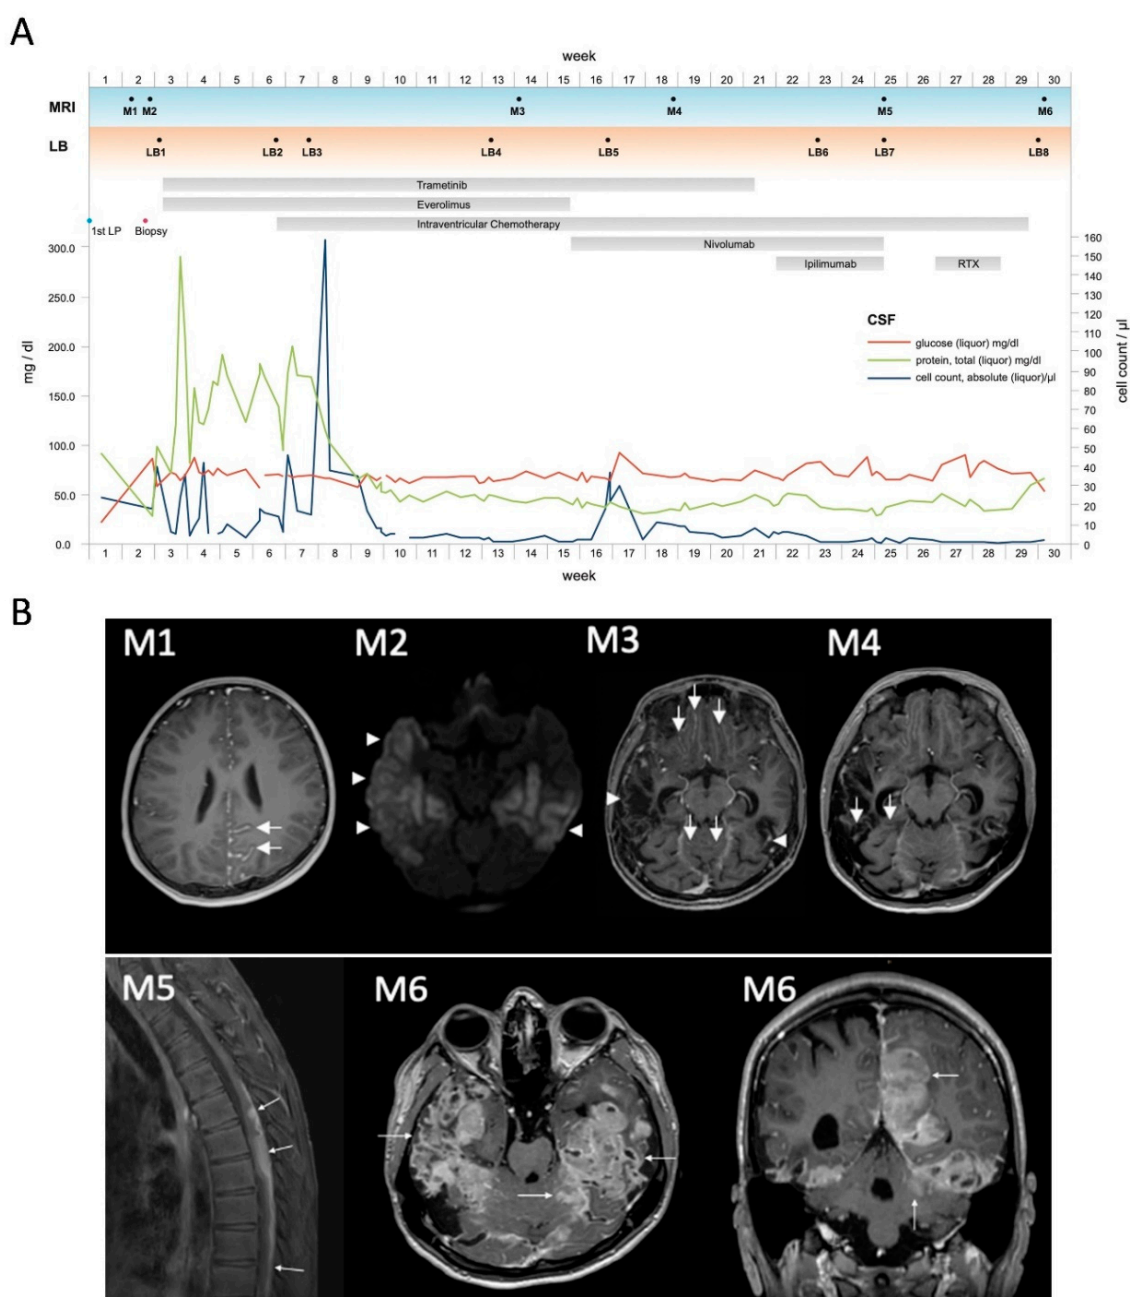 A
week
1 2 3 4 5 6 7 8 9 10 11 12 13 14 15 16 17 18 19 20 21 22 23 24 25 26 27 28 29 30
MRI
M1 M2 M3 M4 M5 M6
LB
LB1 LB2 LB3 LB4 LB5 LB6 LB7 LB8
Trametinib
Everolimus
1st LP Biopsy Intraventricular Chemotherapy
Nivolumab
Ipilimumab RTX
mg / dl
300.0
250.0
200.0
150.0
100.0
50.0
0.0
CSF
glucose (liquor) mg/dl
protein, total (liquor) mg/dl
cell count, absolute (liquor)/µl
160
150
140
130
120
110
100
90
80
70
60
50
40
30
20
10
0
cell count / µl
1 2 3 4 5 6 7 8 9 10 11 12 13 14 15 16 17 18 19 20 21 22 23 24 25 26 27 28 29 30
week
B
M1 M2 M3 M4
M5 M6 M6